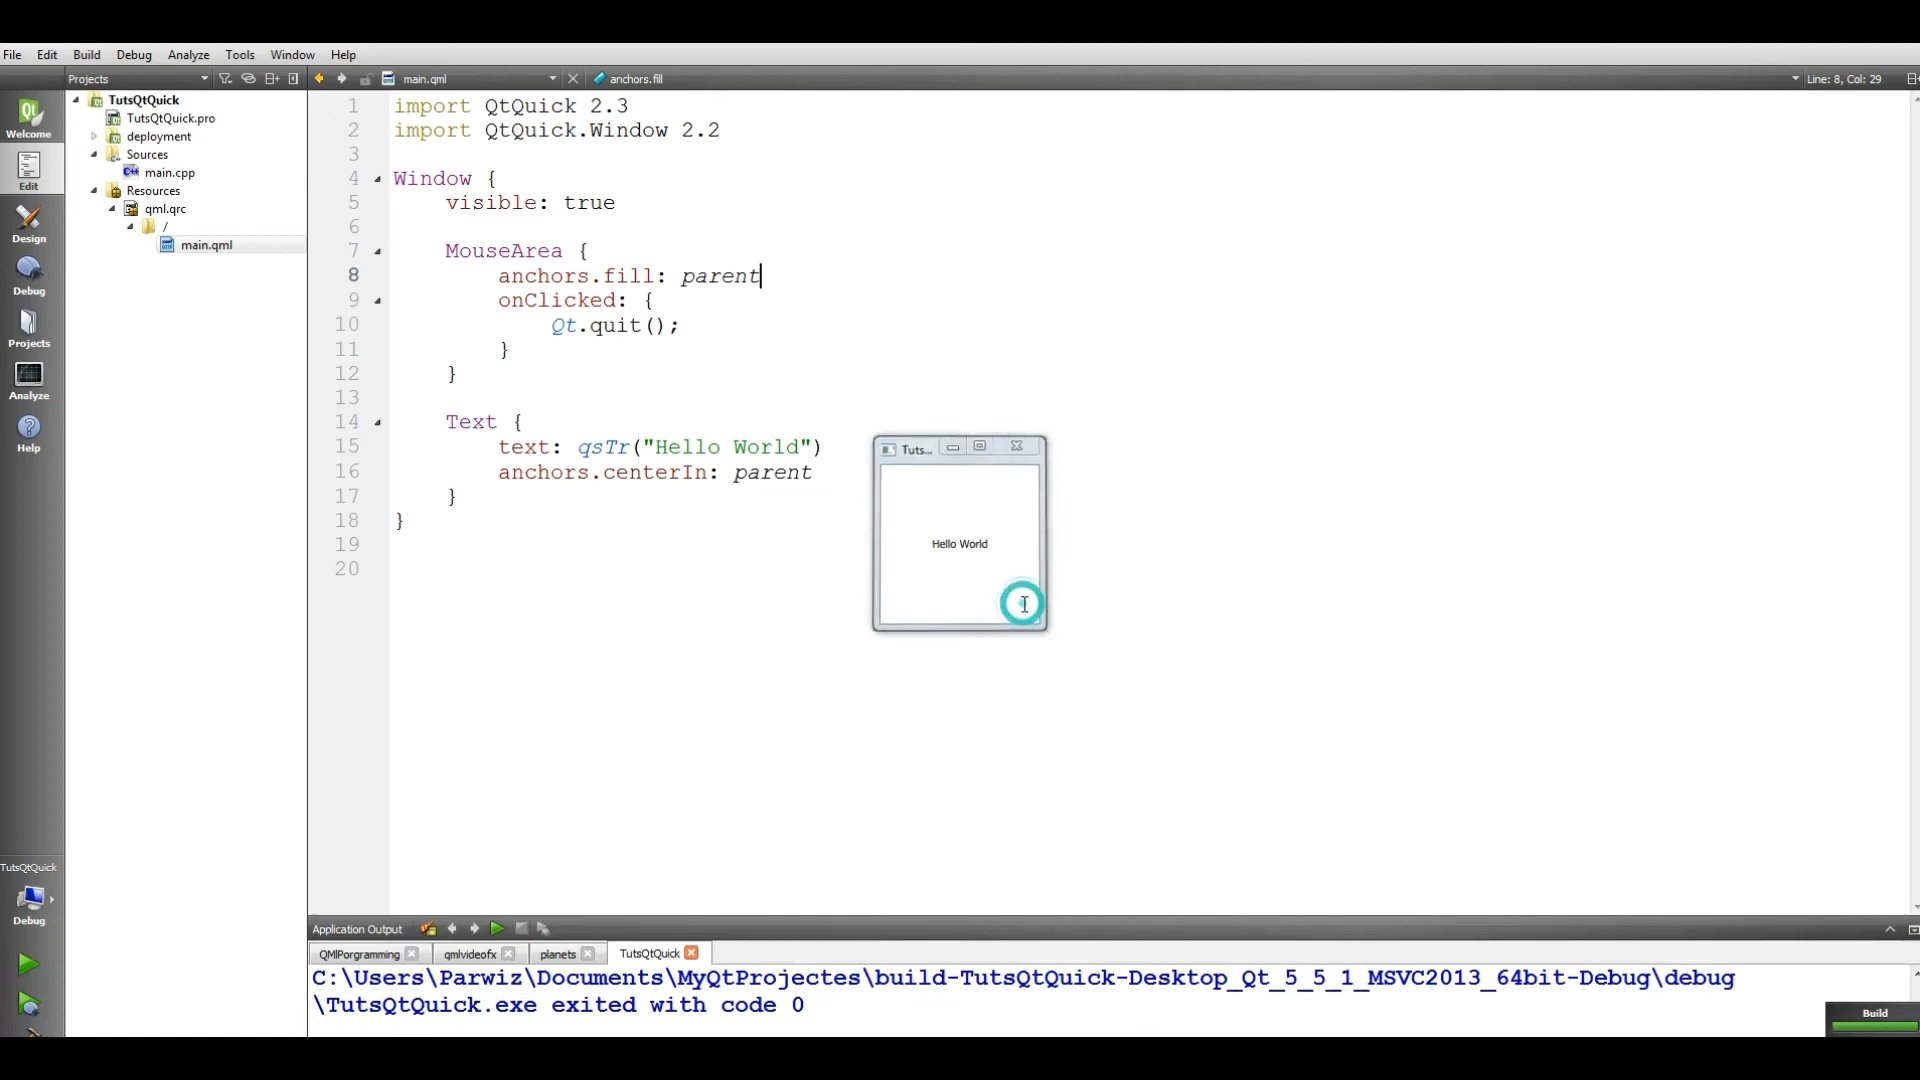 File Edit Build Debug Analyze Tools Window Help
Projects main.qml anchors.fill Line: 8, Col: 29
Welcome
Edit
Design
Debug
Projects
Analyze
Help
TutsQtQuick
Debug
TutsQtQuick
TutsQtQuick.pro
deployment
Sources
main.cpp
Resources
qml.qrc
/
main.qml
1 import QtQuick 2.3
2 import QtQuick.Window 2.2
3
4 Window {
5 visible: true
6
7 MouseArea {
8 anchors.fill: parent
9 onClicked: {
10 Qt.quit();
11 }
12 }
13
14 Text {
15 text: qsTr("Hello World")
16 anchors.centerIn: parent
17 }
18 }
19
20
Tuts...
Hello World
Application Output
QMlPorgramming qmlvideofx planets TutsQtQuick
C:\Users\Parwiz\Documents\MyQtProjectes\build-TutsQtQuick-Desktop_Qt_5_5_1_MSVC2013_64bit-Debug\debug
\TutsQtQuick.exe exited with code 0
Build